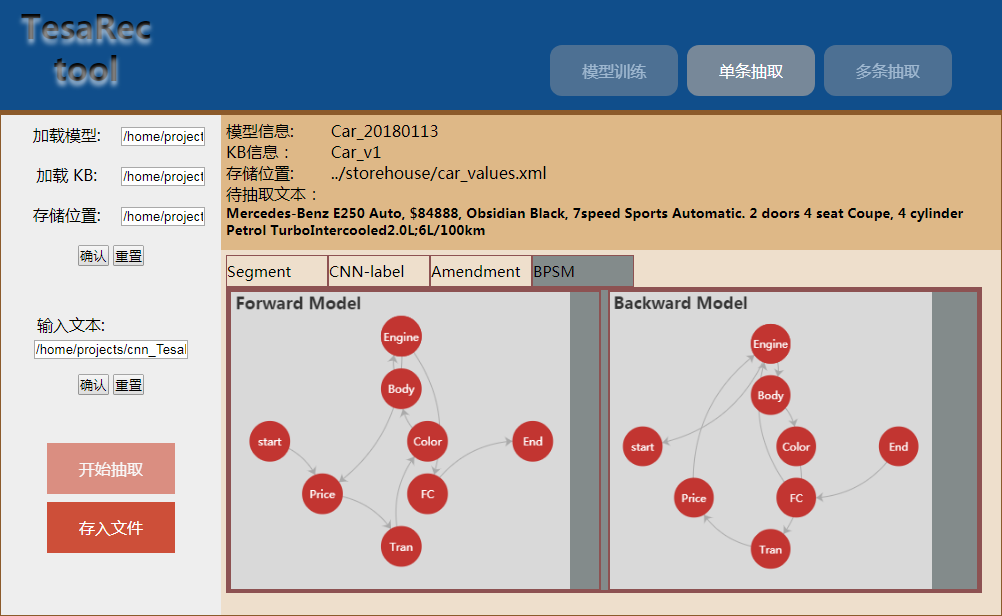 TesaRec
tool
模型训练
单条抽取
多条抽取
加载模型:
/home/project
加载 KB:
/home/project
存储位置:
/home/project
确认 重置
输入文本:
/home/projects/cnn_Tesal
确认 重置
开始抽取
存入文件
模型信息: Car_20180113
KB信息： Car_v1
存储位置: ../storehouse/car_values.xml
待抽取文本：
Mercedes-Benz E250 Auto, $84888, Obsidian Black, 7speed Sports Automatic. 2 doors 4 seat Coupe, 4 cylinder
Petrol TurboIntercooled2.0L;6L/100km
Segment
CNN-label
Amendment
BPSM
Forward Model
Engine
Body
start
Color
End
Price
FC
Tran
Backward Model
Engine
Body
start
Color
End
Price
FC
Tran